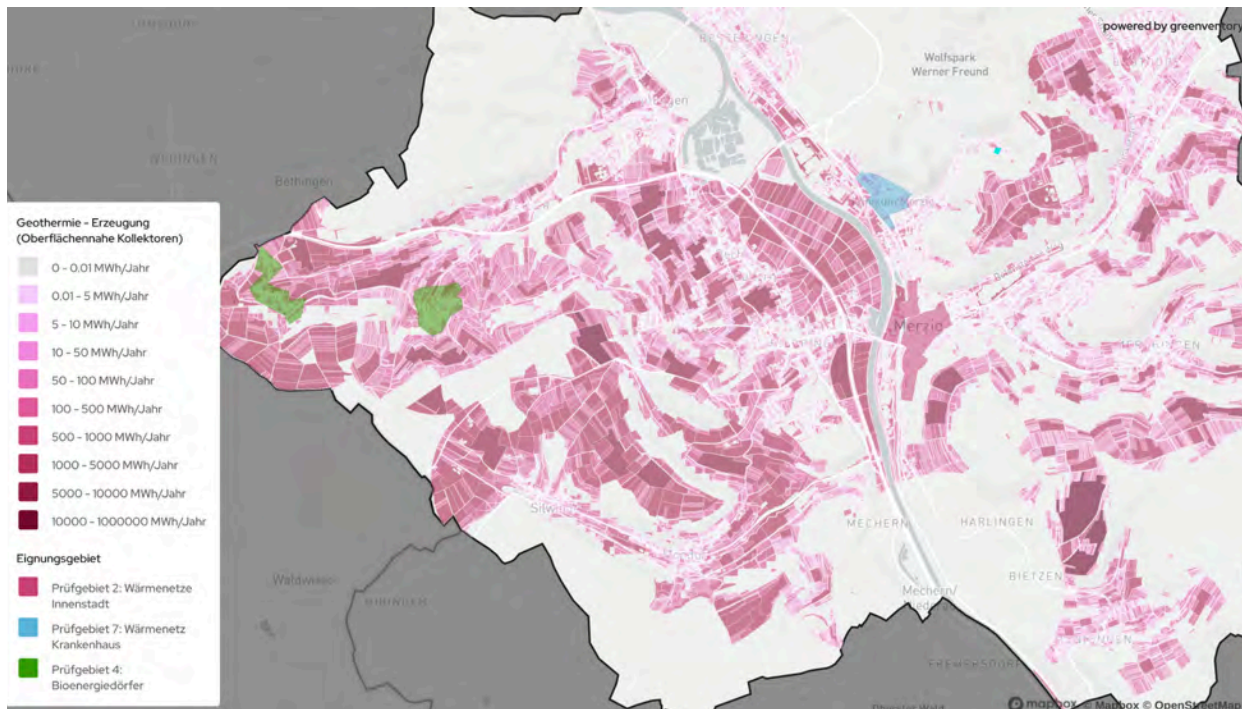 powered by greenventory
Wolfspark
Werner Freund
Bethingen
Geothermie - Erzeugung
(Oberflächennahe Kollektoren)
0 - 0.01 MWh/Jahr
0.01 - 5 MWh/Jahr
5 - 10 MWh/Jahr
10 - 50 MWh/Jahr
50 - 100 MWh/Jahr
100 - 500 MWh/Jahr
500 - 1000 MWh/Jahr
1000 - 5000 MWh/Jahr
5000 - 10000 MWh/Jahr
10000 - 1000000 MWh/Jahr
Eignungsgebiet
Prüfgebiet 2: Wärmenetze
Innenstadt
Prüfgebiet 7: Wärmenetz
Krankenhaus
Prüfgebiet 4:
Bioenergiedörfer
Merzig
MECHERN
HARLINGEN
BIETZEN
Mechern/
FREMERSDORF
mapbox © Mapbox © OpenStreetMap